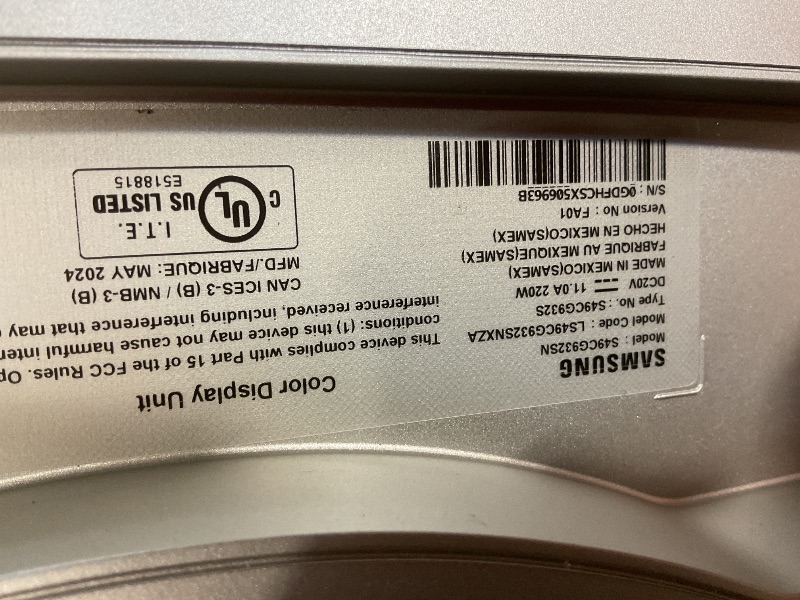 SAMSUNG
Model : S49CG932SN
Model Code : LS49CG932SNXZA
Type No. : S49CG932S
DC20V ⎓ 11.0A 220W
MADE IN MEXICO(SAMEX)
FABRIQUE AU MEXIQUE(SAMEX)
HECHO EN MEXICO(SAMEX)
Version No : FA01
S/N : 0GDFHCSX506963B
Color Display Unit
This device complies with Part 15 of the FCC Rules. Op
conditions: (1) this device may not cause harmful inter
interference received, including interference that may
CAN ICES-3 (B) / NMB-3 (B)
MFD./FABRIQUE: MAY 2024
I.T.E.
C UL US LISTED
E518815